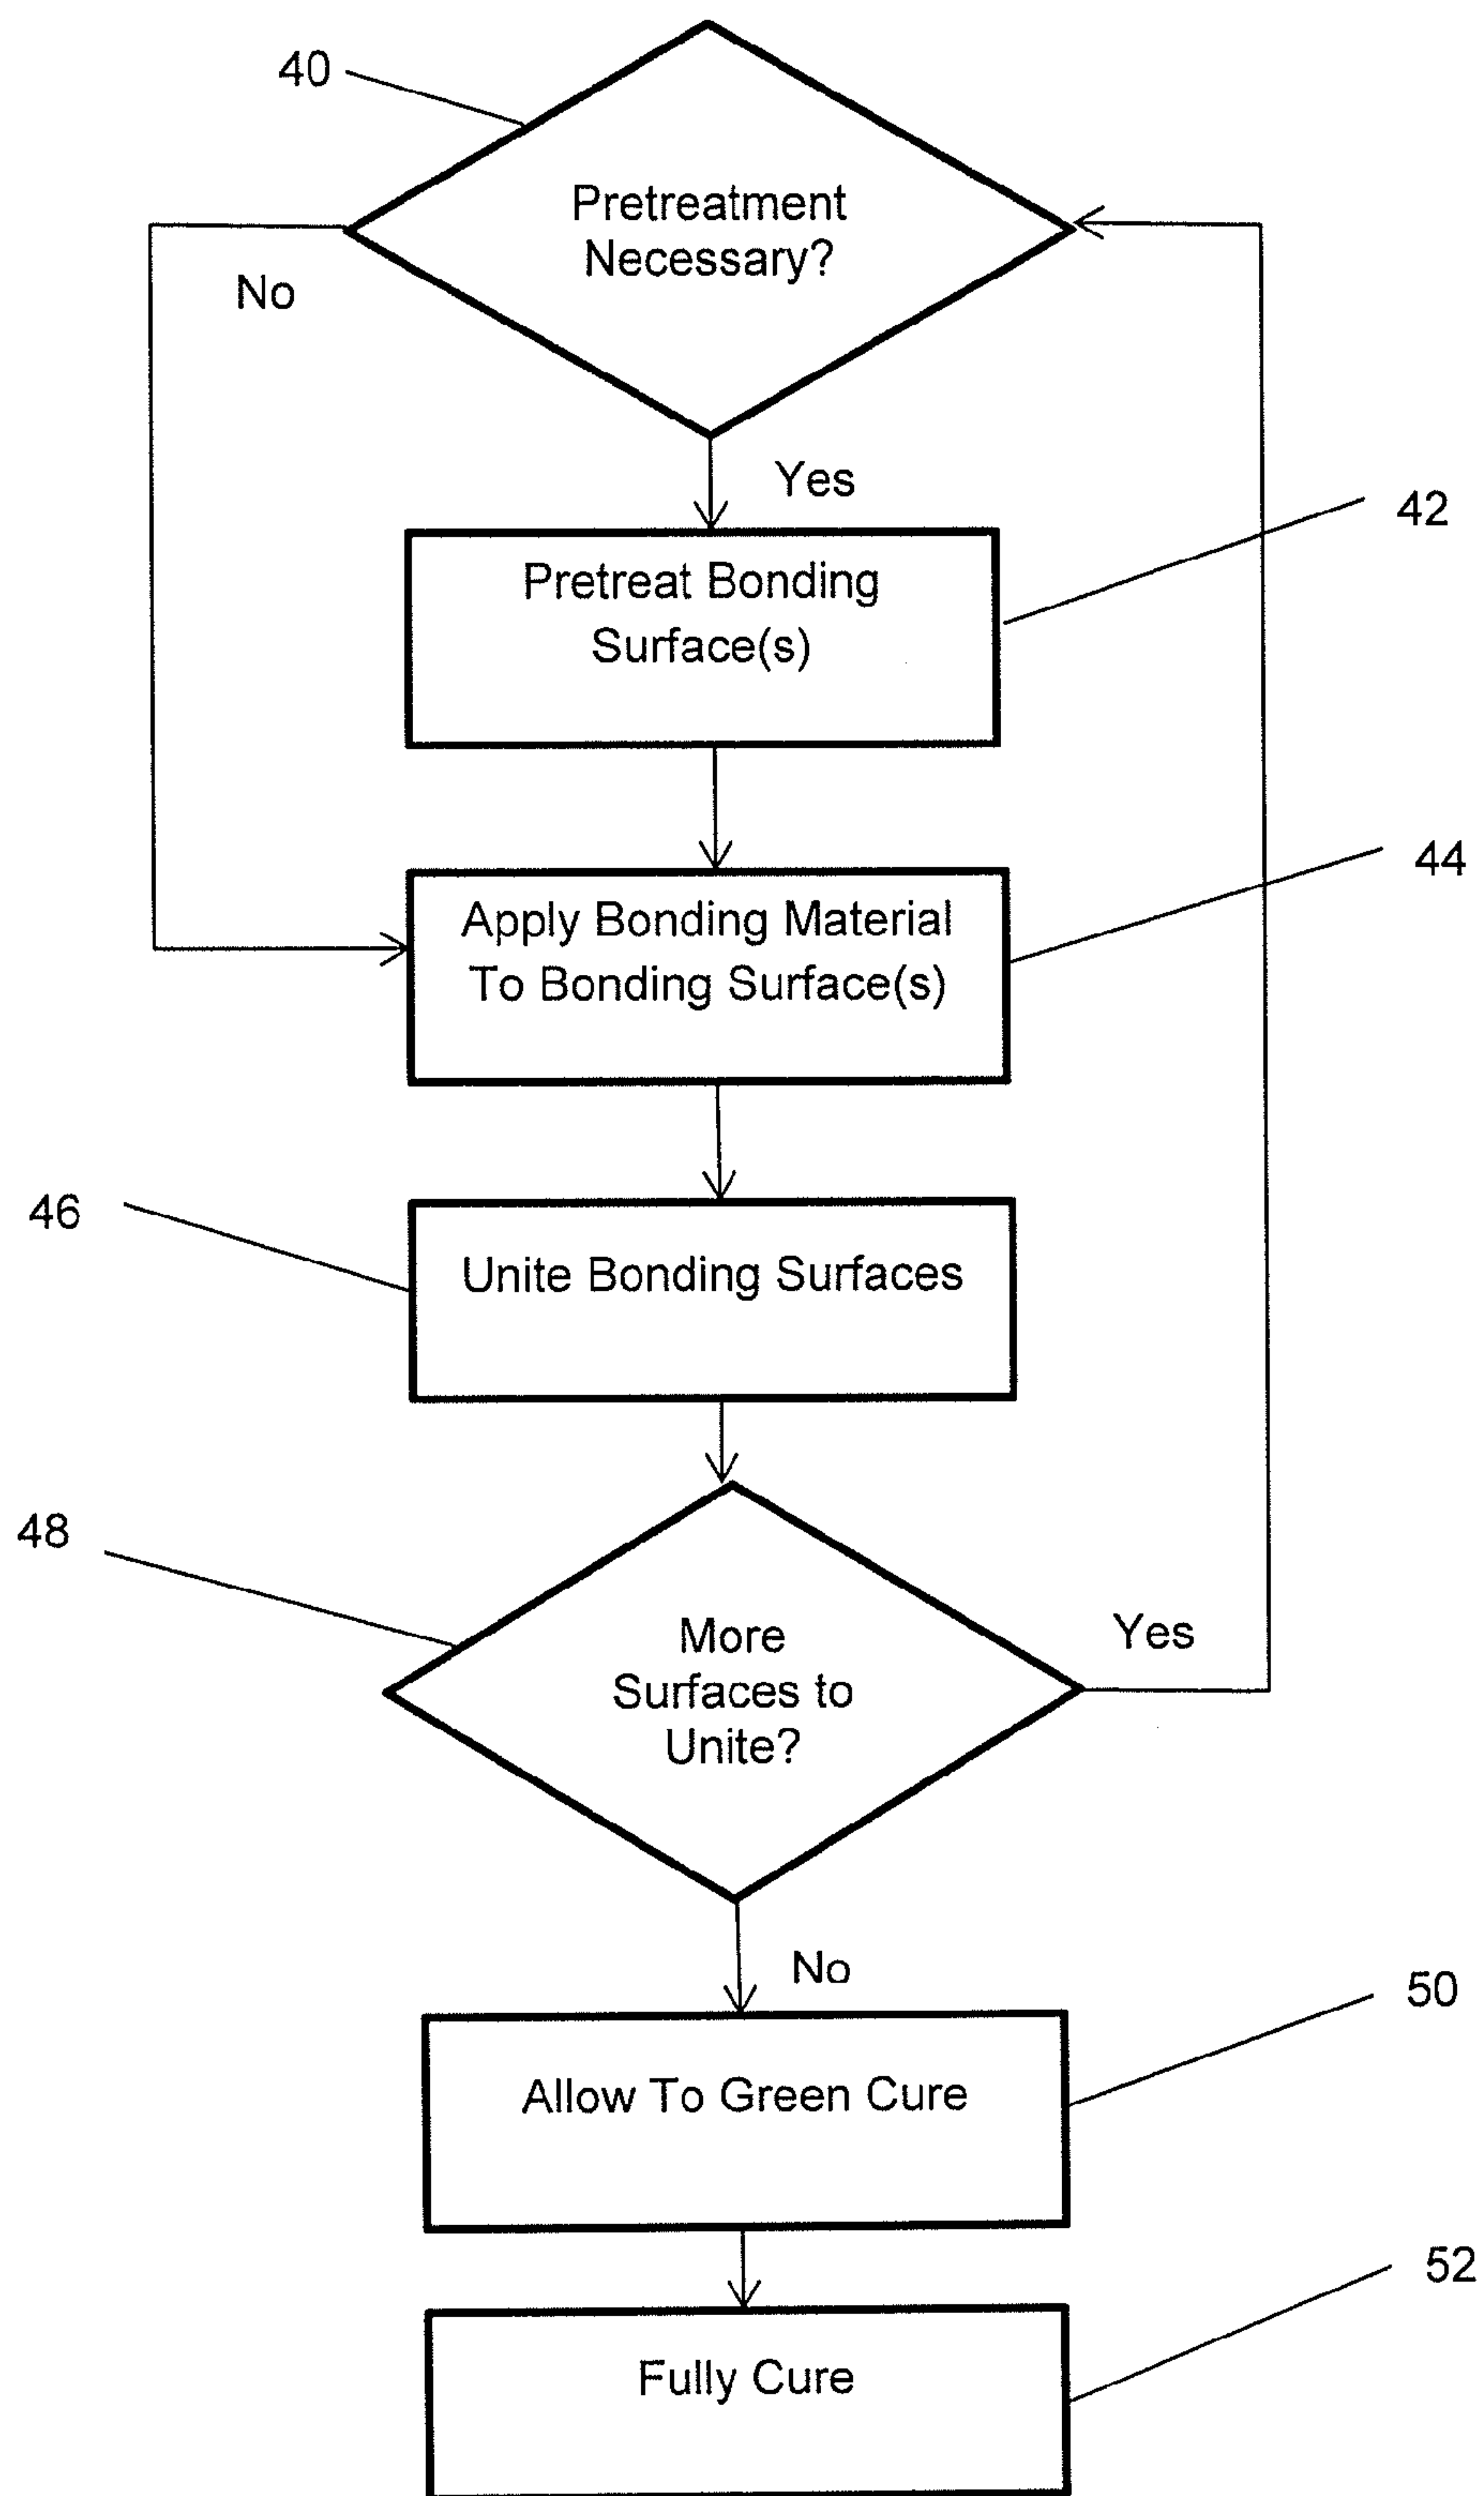 40
Pretreatment
Necessary?
No
Yes
42
Pretreat Bonding
Surface(s)
44
Apply Bonding Material
To Bonding Surface(s)
46
Unite Bonding Surfaces
48
More
Surfaces to
Unite?
Yes
No
50
Allow To Green Cure
52
Fully Cure